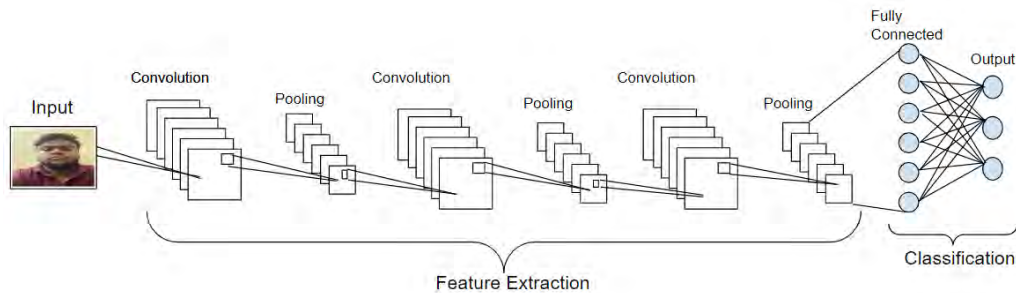 Fully
Connected
Output
Convolution
Convolution
Convolution
Pooling
Pooling
Pooling
Input
Classification
Feature Extraction